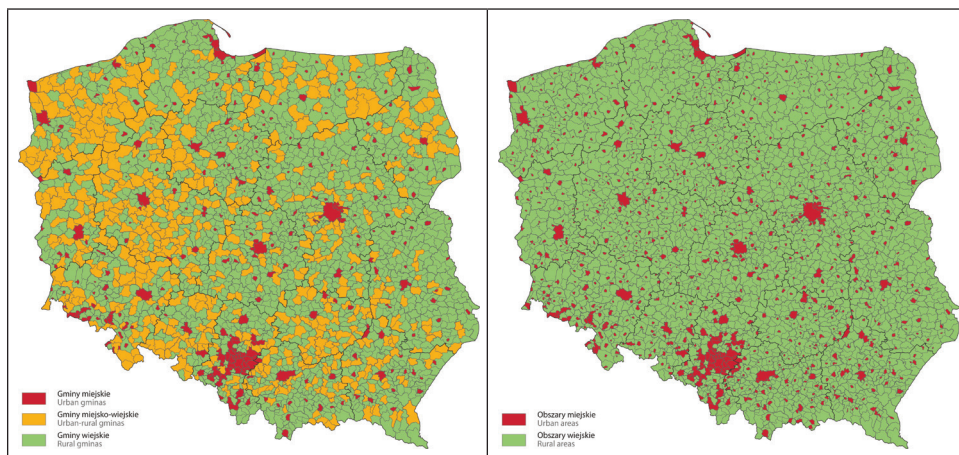 Gminy miejskie
Urban gminas
Gminy miejsko-wiejskie
Urban-rural gminas
Gminy wiejskie
Rural gminas
Obszary miejskie
Urban areas
Obszary wiejskie
Rural areas